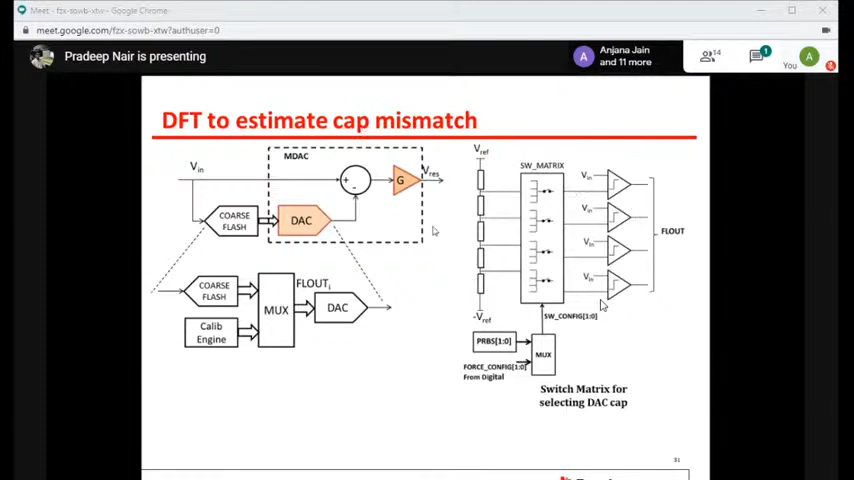 Meet - fzx-sowb-xtw - Google Chrome
meet.google.com/fzx-sowb-xtw?authuser=0
Pradeep Nair is presenting
A
Anjana Jain
and 11 more
14
1
You
A
DFT to estimate cap mismatch
MDAC
Vin
+
-
G
Vres
COARSE
FLASH
DAC
COARSE
FLASH
Calib
Engine
MUX
FLOUTi
DAC
Vref
SW_MATRIX
Vin
Vin
Vin
Vin
FLOUT
-Vref
SW_CONFIG[1:0]
PRBS[1:0]
MUX
FORCE_CONFIG[1:0]
From Digital
Switch Matrix for
selecting DAC cap
31